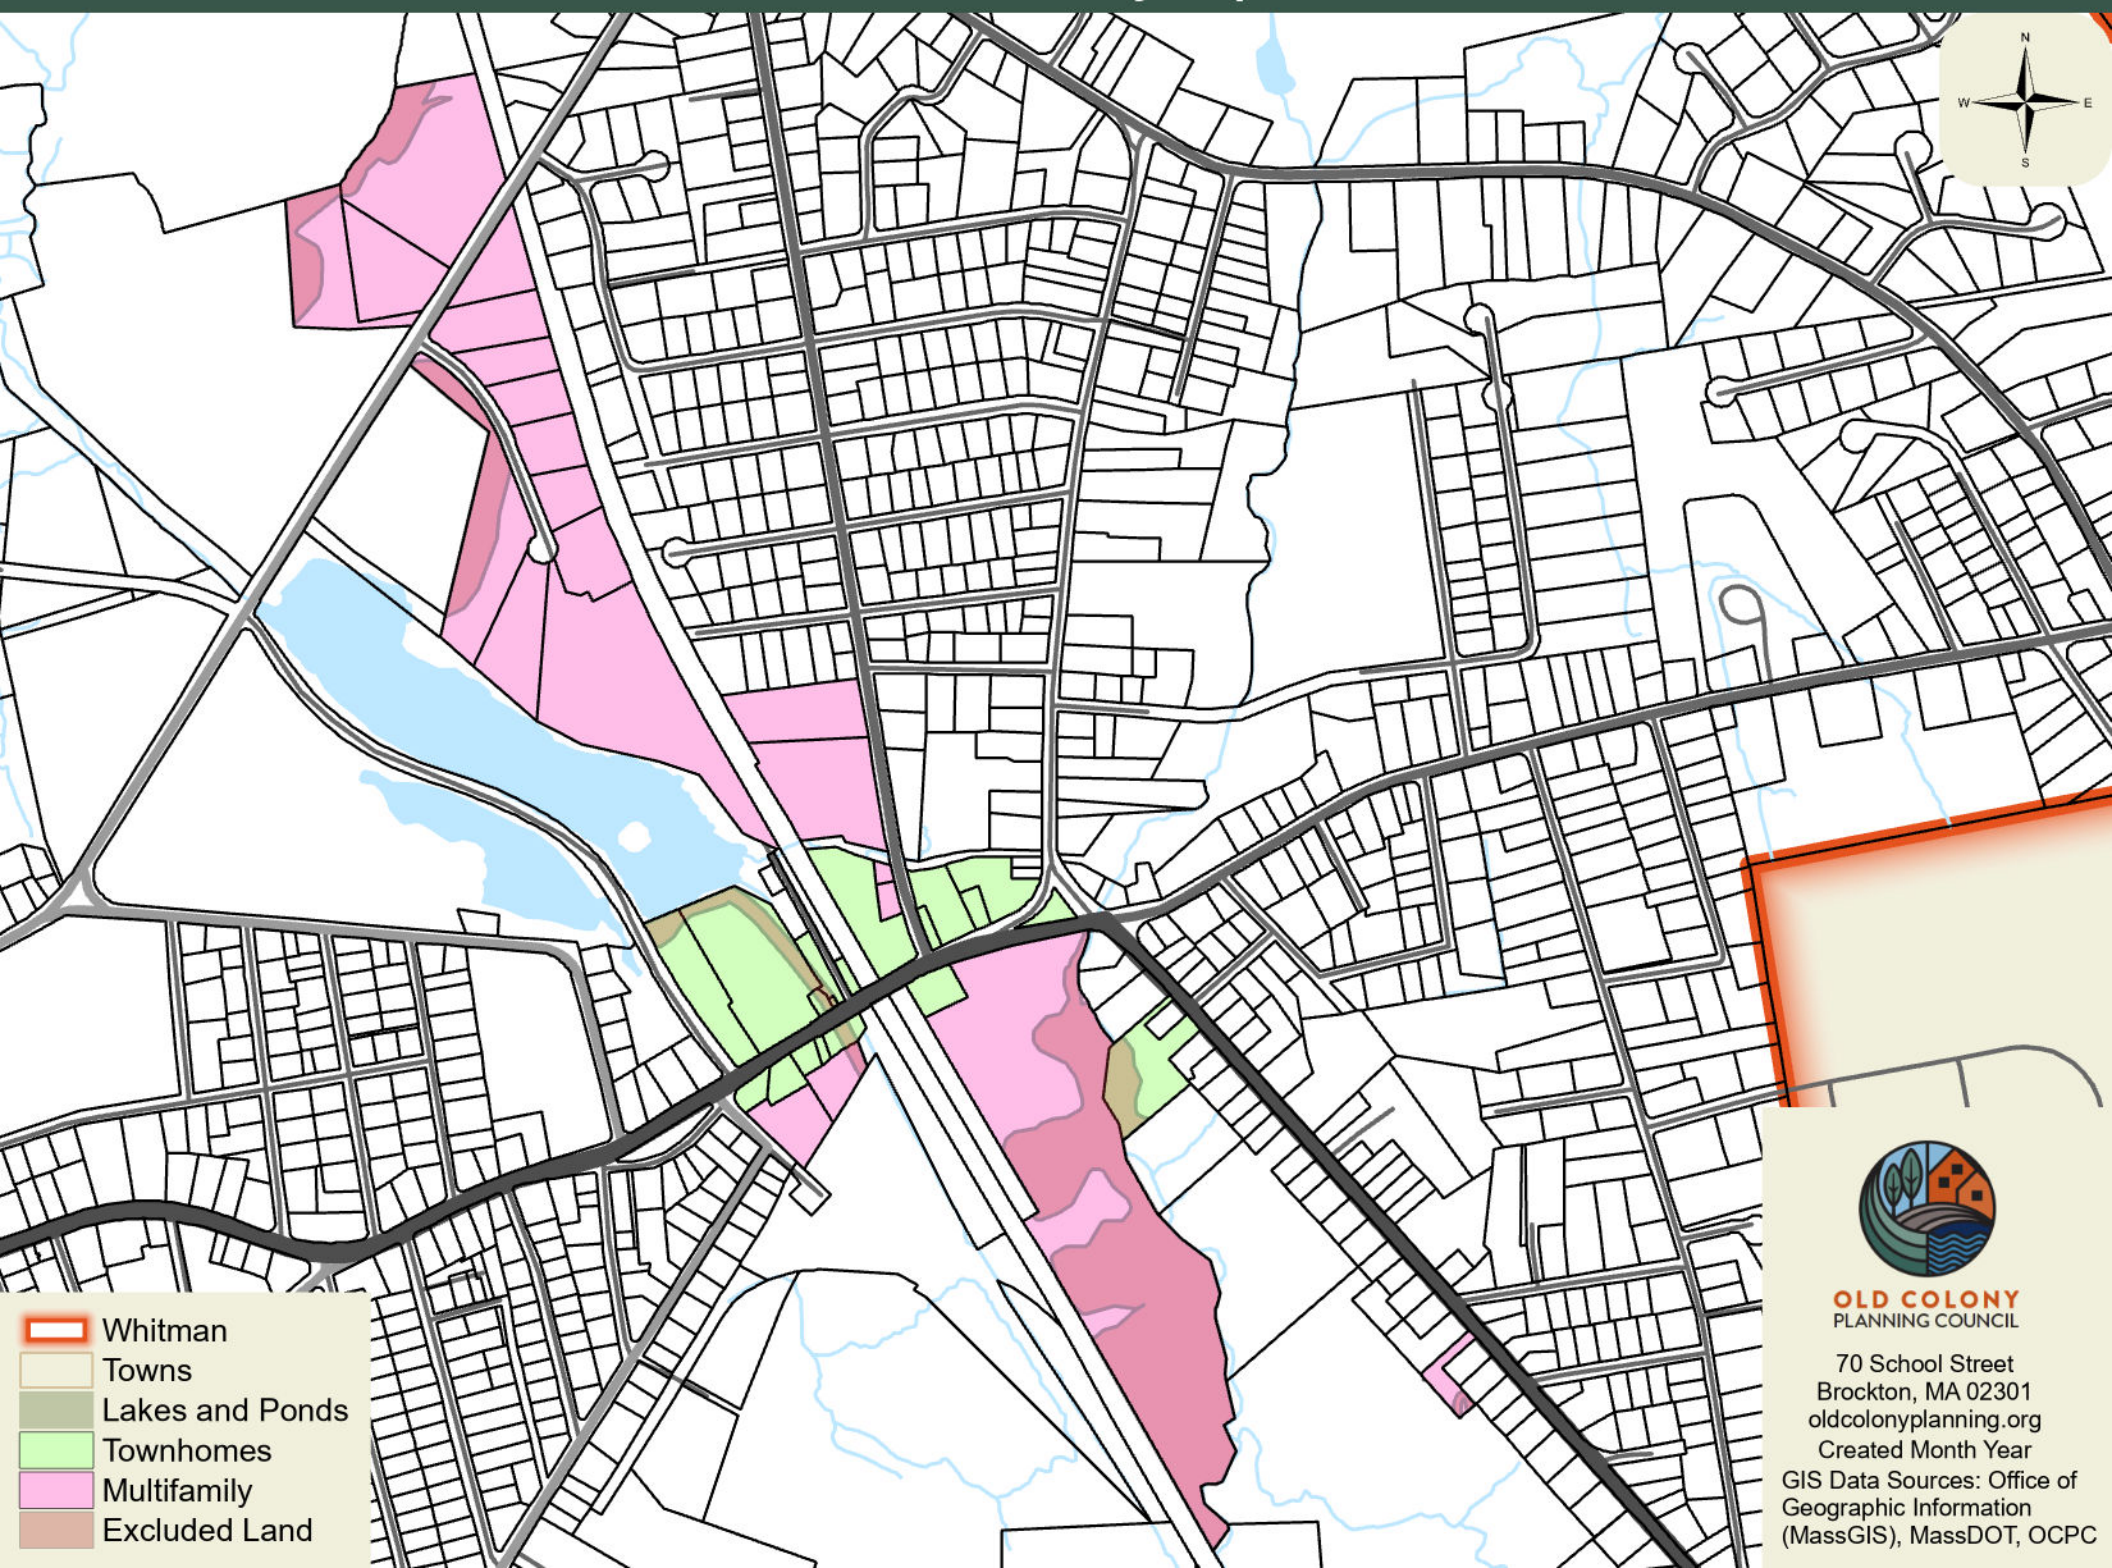 N
W E
S
Whitman
Towns
Lakes and Ponds
Townhomes
Multifamily
Excluded Land
OLD COLONY
PLANNING COUNCIL
70 School Street
Brockton, MA 02301
oldcolonyplanning.org
Created Month Year
GIS Data Sources: Office of
Geographic Information
(MassGIS), MassDOT, OCPC